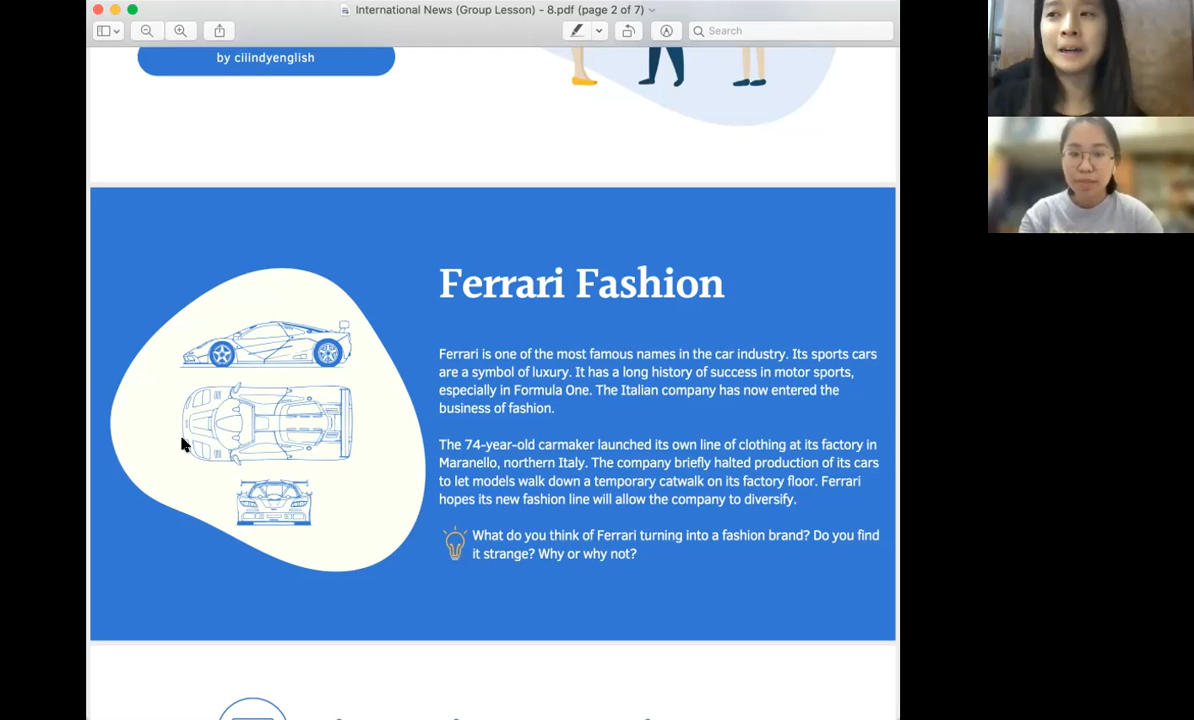 International News (Group Lesson) - 8.pdf (page 2 of 7)
Search
by ciiindyenglish
Ferrari Fashion
Ferrari is one of the most famous names in the car industry. Its sports cars
are a symbol of luxury. It has a long history of success in motor sports,
especially in Formula One. The Italian company has now entered the
business of fashion.
The 74-year-old carmaker launched its own line of clothing at its factory in
Maranello, northern Italy. The company briefly halted production of its cars
to let models walk down a temporary catwalk on its factory floor. Ferrari
hopes its new fashion line will allow the company to diversify.
What do you think of Ferrari turning into a fashion brand? Do you find
it strange? Why or why not?